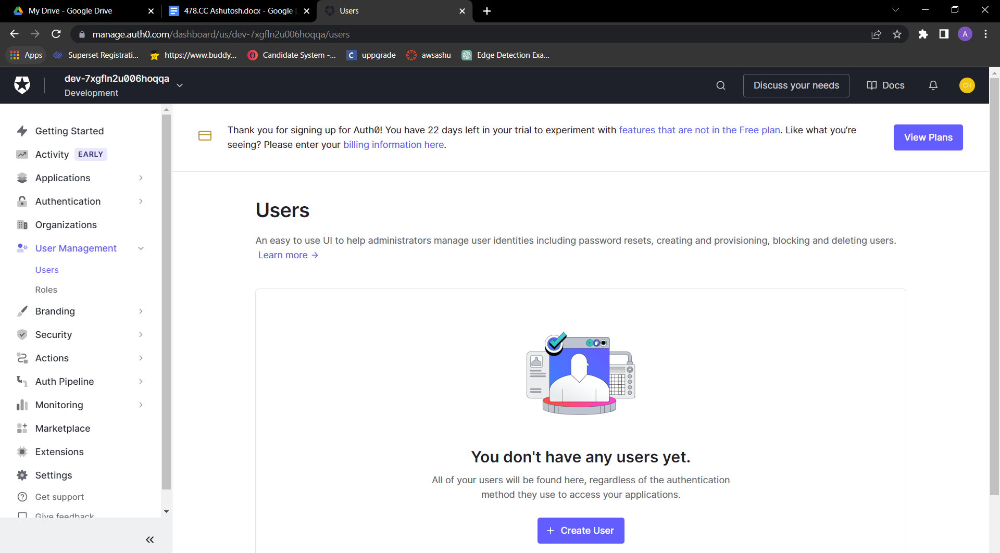 My Drive - Google Drive
478.CC Ashutosh.docx - Google
Users
manage.auth0.com/dashboard/us/dev-7xgfln2u006hoqqa/users
A
Apps
Superset Registrati...
https://www.buddy...
Candidate System -...
C uppgrade
awsashu
Edge Detection Exa...
dev-7xgfln2u006hoqqa
Development
Discuss your needs
Docs
CH
Getting Started
Activity EARLY
Applications
Authentication
Organizations
User Management
Users
Roles
Branding
Security
Actions
Auth Pipeline
Monitoring
Marketplace
Extensions
Settings
Get support
Give feedback
Thank you for signing up for Auth0! You have 22 days left in your trial to experiment with features that are not in the Free plan. Like what you're
seeing? Please enter your billing information here.
View Plans
Users
An easy to use UI to help administrators manage user identities including password resets, creating and provisioning, blocking and deleting users.
Learn more →
You don't have any users yet.
All of your users will be found here, regardless of the authentication
method they use to access your applications.
+ Create User